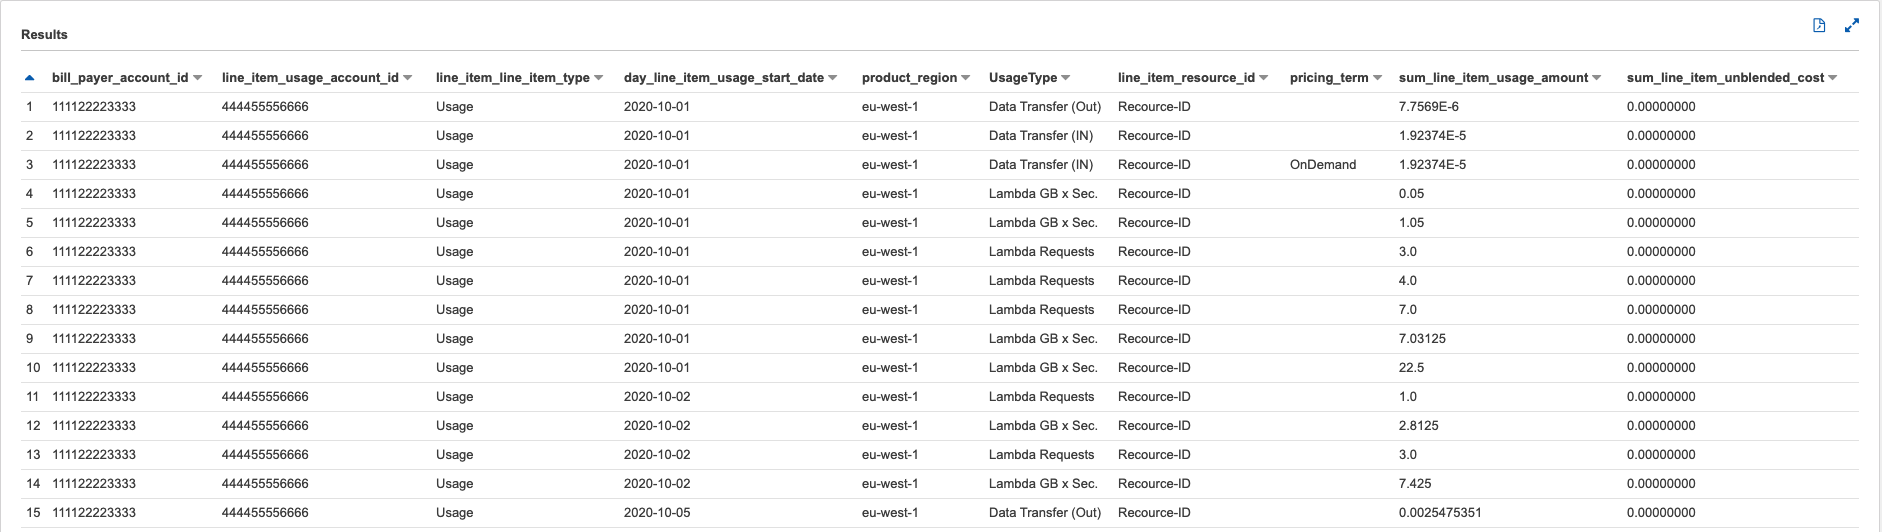 Results
bill_payer_account_id line_item_usage_account_id line_item_line_item_type day_line_item_usage_start_date product_region UsageType line_item_resource_id pricing_term sum_line_item_usage_amount sum_line_item_unblended_cost
1 111122223333 444455556666 Usage 2020-10-01 eu-west-1 Data Transfer (Out) Recource-ID 7.7569E-6 0.00000000
2 111122223333 444455556666 Usage 2020-10-01 eu-west-1 Data Transfer (IN) Recource-ID 1.92374E-5 0.00000000
3 111122223333 444455556666 Usage 2020-10-01 eu-west-1 Data Transfer (IN) Recource-ID OnDemand 1.92374E-5 0.00000000
4 111122223333 444455556666 Usage 2020-10-01 eu-west-1 Lambda GB x Sec. Recource-ID 0.05 0.00000000
5 111122223333 444455556666 Usage 2020-10-01 eu-west-1 Lambda GB x Sec. Recource-ID 1.05 0.00000000
6 111122223333 444455556666 Usage 2020-10-01 eu-west-1 Lambda Requests Recource-ID 3.0 0.00000000
7 111122223333 444455556666 Usage 2020-10-01 eu-west-1 Lambda Requests Recource-ID 4.0 0.00000000
8 111122223333 444455556666 Usage 2020-10-01 eu-west-1 Lambda Requests Recource-ID 7.0 0.00000000
9 111122223333 444455556666 Usage 2020-10-01 eu-west-1 Lambda GB x Sec. Recource-ID 7.03125 0.00000000
10 111122223333 444455556666 Usage 2020-10-01 eu-west-1 Lambda GB x Sec. Recource-ID 22.5 0.00000000
11 111122223333 444455556666 Usage 2020-10-02 eu-west-1 Lambda Requests Recource-ID 1.0 0.00000000
12 111122223333 444455556666 Usage 2020-10-02 eu-west-1 Lambda GB x Sec. Recource-ID 2.8125 0.00000000
13 111122223333 444455556666 Usage 2020-10-02 eu-west-1 Lambda Requests Recource-ID 3.0 0.00000000
14 111122223333 444455556666 Usage 2020-10-02 eu-west-1 Lambda GB x Sec. Recource-ID 7.425 0.00000000
15 111122223333 444455556666 Usage 2020-10-05 eu-west-1 Data Transfer (Out) Recource-ID 0.0025475351 0.00000000